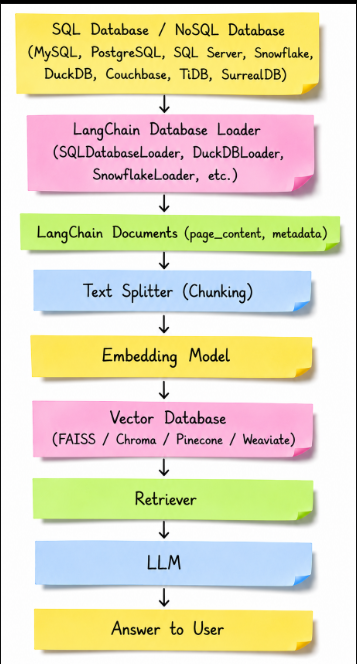 SQL Database / NoSQL Database
(MySQL, PostgreSQL, SQL Server, Snowflake,
DuckDB, Couchbase, TiDB, SurrealDB)
LangChain Database Loader
(SQLDatabaseLoader, DuckDBLoader,
SnowflakeLoader, etc.)
LangChain Documents (page_content, metadata)
Text Splitter (Chunking)
Embedding Model
Vector Database
(FAISS / Chroma / Pinecone / Weaviate)
Retriever
LLM
Answer to User